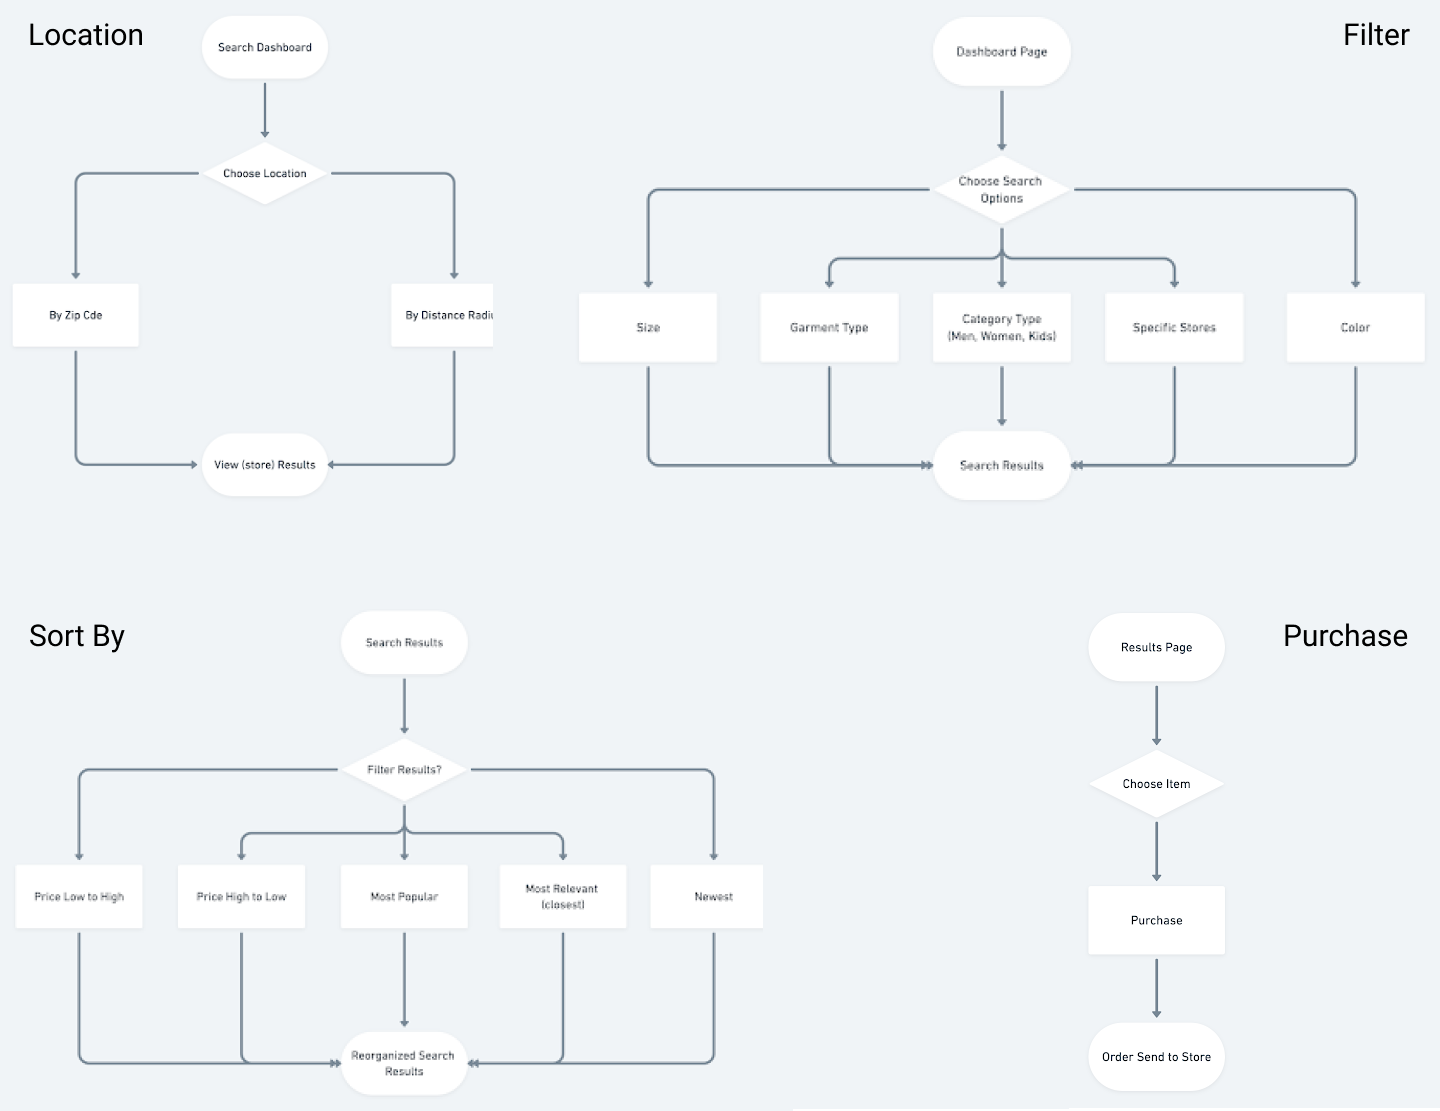 Location
Search Dashboard
Choose Location
By Zip Cde
By Distance
View (store) Results
Filter
Dashboard Page
Choose Search
Options
Size
Garment Type
Category Type
(Men, Women, Kids)
Specific Stores
Color
Search Results
Sort By
Search Results
Filter Results?
Price Low to High
Price High to Low
Most Popular
Most Relevant
(closest)
Newest
Reorganized Search
Results
Purchase
Results Page
Choose Item
Purchase
Order Send to Store